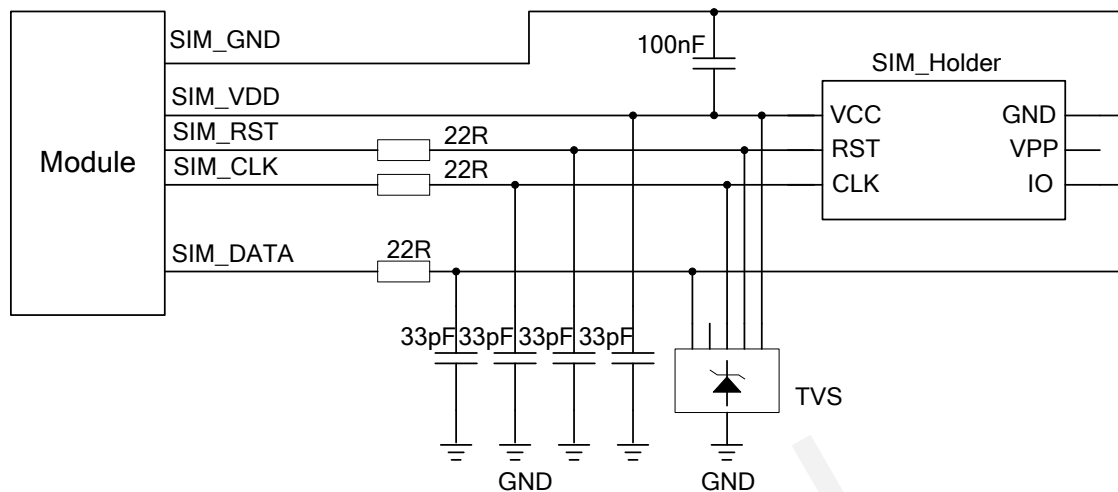 SIM_GND
100nF
SIM_Holder
SIM_VDD
VCC GND
SIM_RST 22R
RST VPP
Module
SIM_CLK 22R
CLK IO
SIM_DATA 22R
33pF 33pF 33pF 33pF
TVS
GND GND